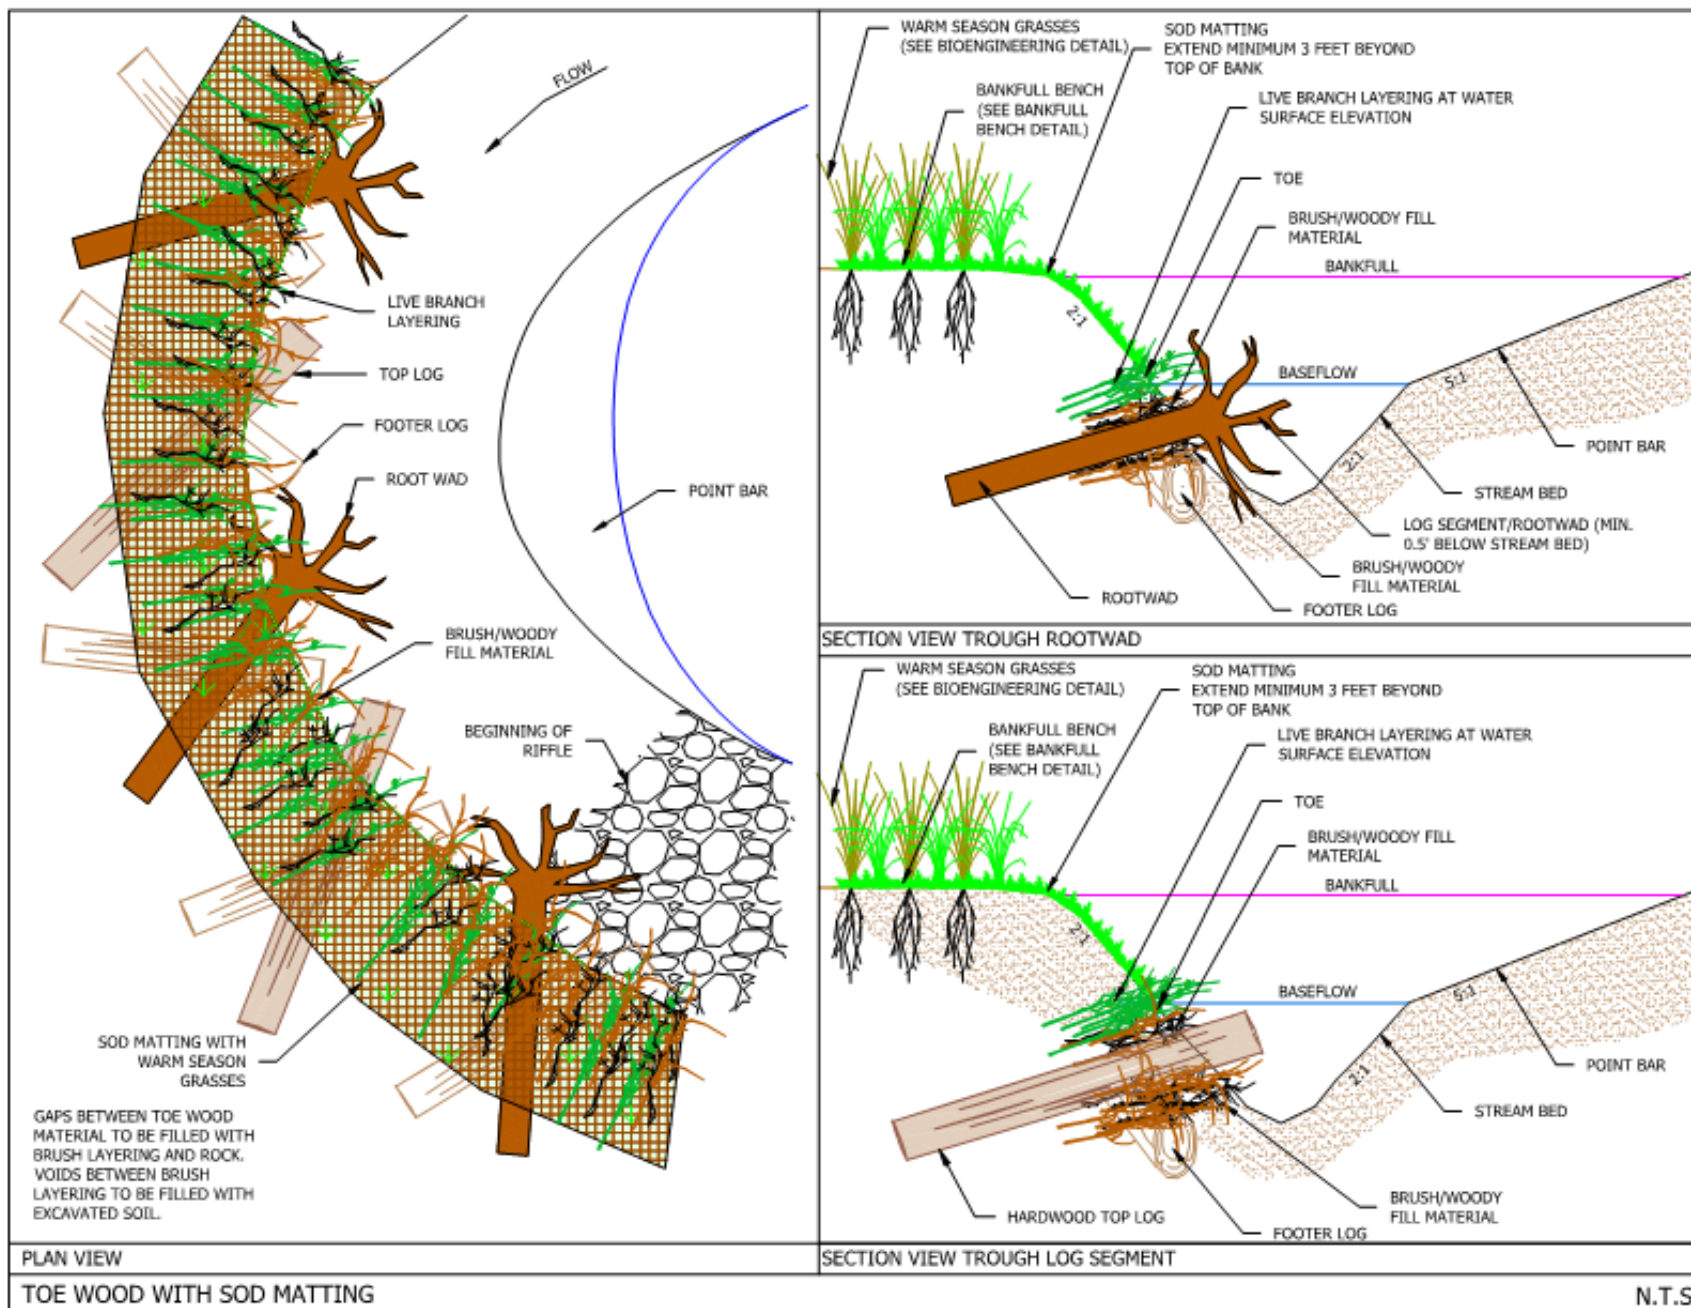 FLOW
LIVE BRANCH
LAYERING
TOP LOG
FOOTER LOG
ROOT WAD
POINT BAR
BRUSH/WOODY
FILL MATERIAL
BEGINNING OF
RIFFLE
SOD MATTING WITH
WARM SEASON
GRASSES
GAPS BETWEEN TOE WOOD
MATERIAL TO BE FILLED WITH
BRUSH LAYERING AND ROCK.
VOIDS BETWEEN BRUSH
LAYERING TO BE FILLED WITH
EXCAVATED SOIL.
PLAN VIEW
WARM SEASON GRASSES
(SEE BIOENGINEERING DETAIL)
SOD MATTING
EXTEND MINIMUM 3 FEET BEYOND
TOP OF BANK
BANKFULL BENCH
(SEE BANKFULL
BENCH DETAIL)
LIVE BRANCH LAYERING AT WATER
SURFACE ELEVATION
TOE
BRUSH/WOODY FILL
MATERIAL
BANKFULL
2:1
BASEFLOW
5:1
2:1
POINT BAR
STREAM BED
LOG SEGMENT/ROOTWAD (MIN.
0.5' BELOW STREAM BED)
BRUSH/WOODY
FILL MATERIAL
ROOTWAD
FOOTER LOG
SECTION VIEW TROUGH ROOTWAD
WARM SEASON GRASSES
(SEE BIOENGINEERING DETAIL)
SOD MATTING
EXTEND MINIMUM 3 FEET BEYOND
TOP OF BANK
BANKFULL BENCH
(SEE BANKFULL
BENCH DETAIL)
LIVE BRANCH LAYERING AT WATER
SURFACE ELEVATION
TOE
BRUSH/WOODY FILL
MATERIAL
BANKFULL
2:1
BASEFLOW
5:1
2:1
POINT BAR
STREAM BED
BRUSH/WOODY
FILL MATERIAL
HARDWOOD TOP LOG
FOOTER LOG
SECTION VIEW TROUGH LOG SEGMENT
TOE WOOD WITH SOD MATTING
N.T.S